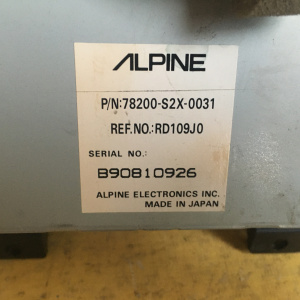 ALPINE
P/N:78200-S2X-0031
REF.NO.:RD109J0
SERIAL NO.:
B90810926
ALPINE ELECTRONICS INC.
MADE IN JAPAN